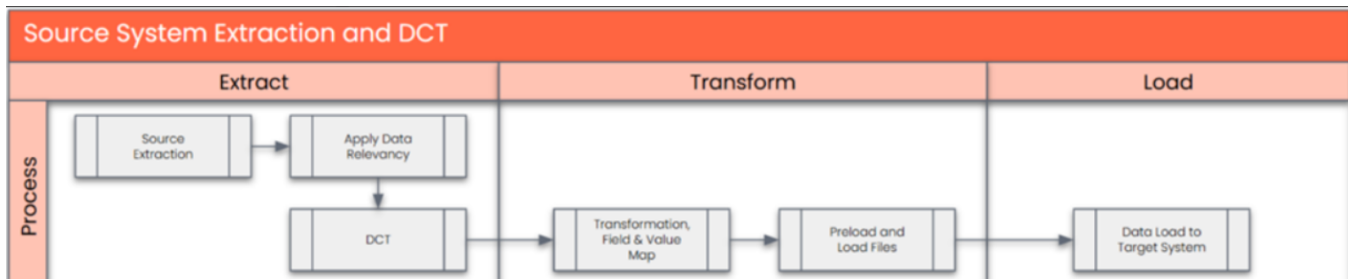 Source System Extraction and DCT
Extract
Transform
Load
Process
Source
Extraction
Apply Data
Relevancy
DCT
Transformation,
Field & Value
Map
Preload and
Load Files
Data Load to
Target System